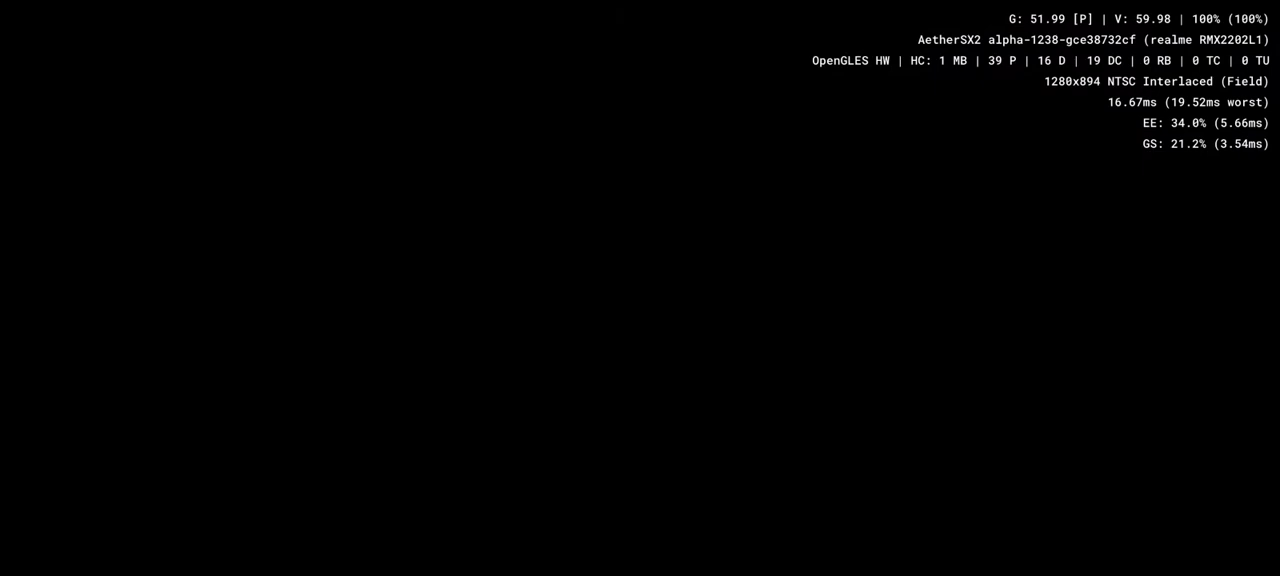 G: 51.99 [P] | V: 59.98 | 100% (100%)
AetherSX2 alpha-1238-gce38732cf (realme RMX2202L1)
OpenGLES HW | HC: 1 MB | 39 P | 16 D | 19 DC | 0 RB | 0 TC | 0 TU
1280x894 NTSC Interlaced (Field)
16.67ms (19.52ms worst)
EE: 34.0% (5.66ms)
GS: 21.2% (3.54ms)